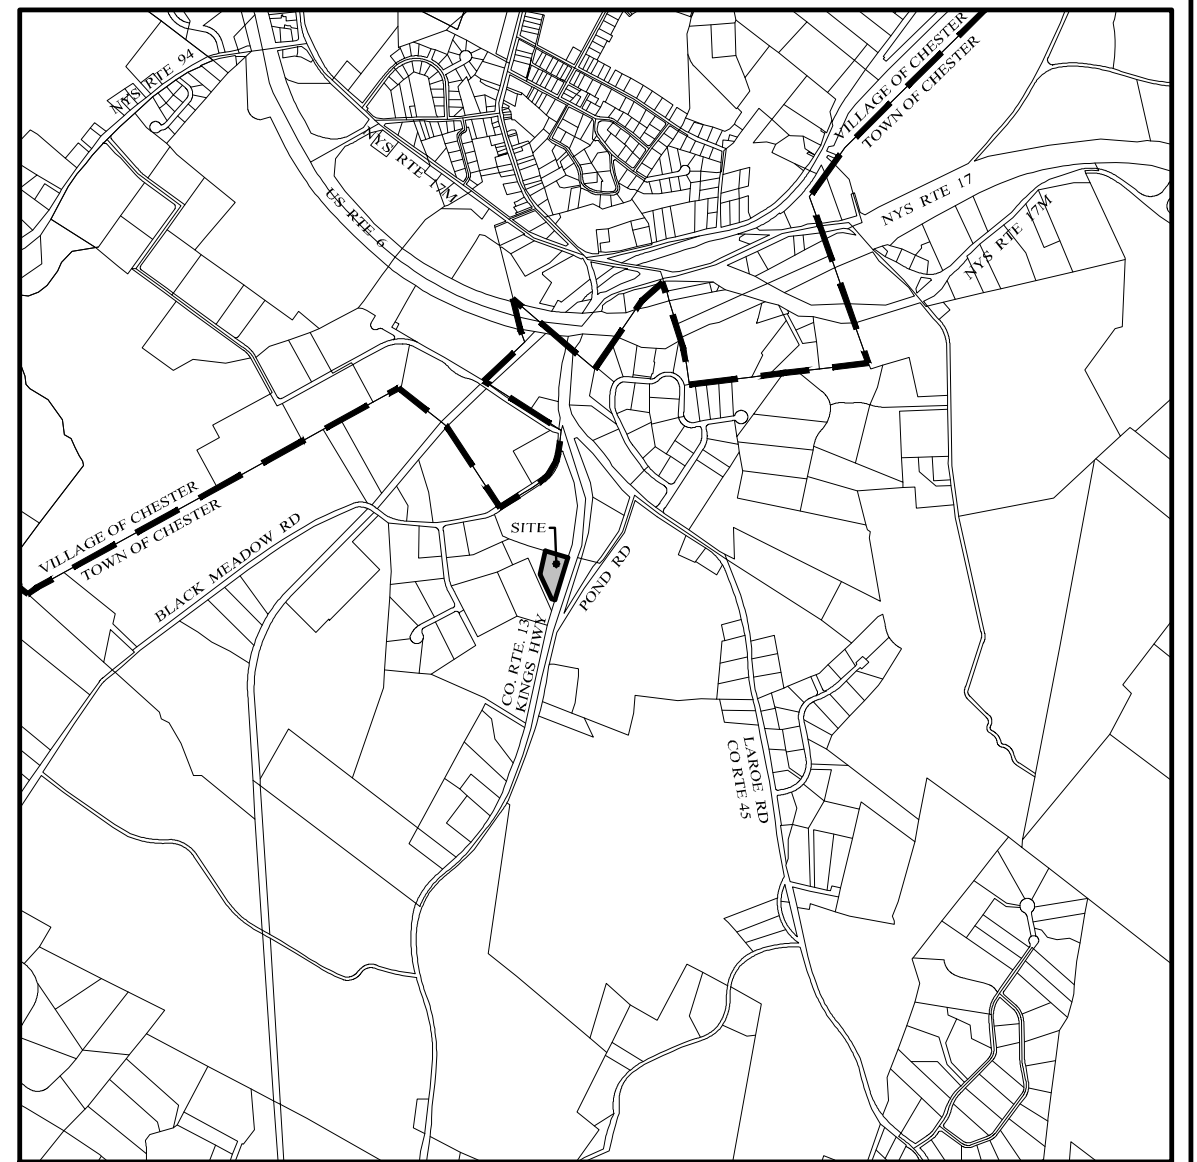 VILLAGE OF CHESTER
TOWN OF CHESTER
NYS RTE 94
NYS RTE 17M
US RTE 6
NYS RTE 17
NYS RTE 17M
VILLAGE OF CHESTER
TOWN OF CHESTER
BLACK MEADOW RD
SITE
POND RD
CO. RTE. 13
KINGS HWY
LAROE RD
CO RTE 45